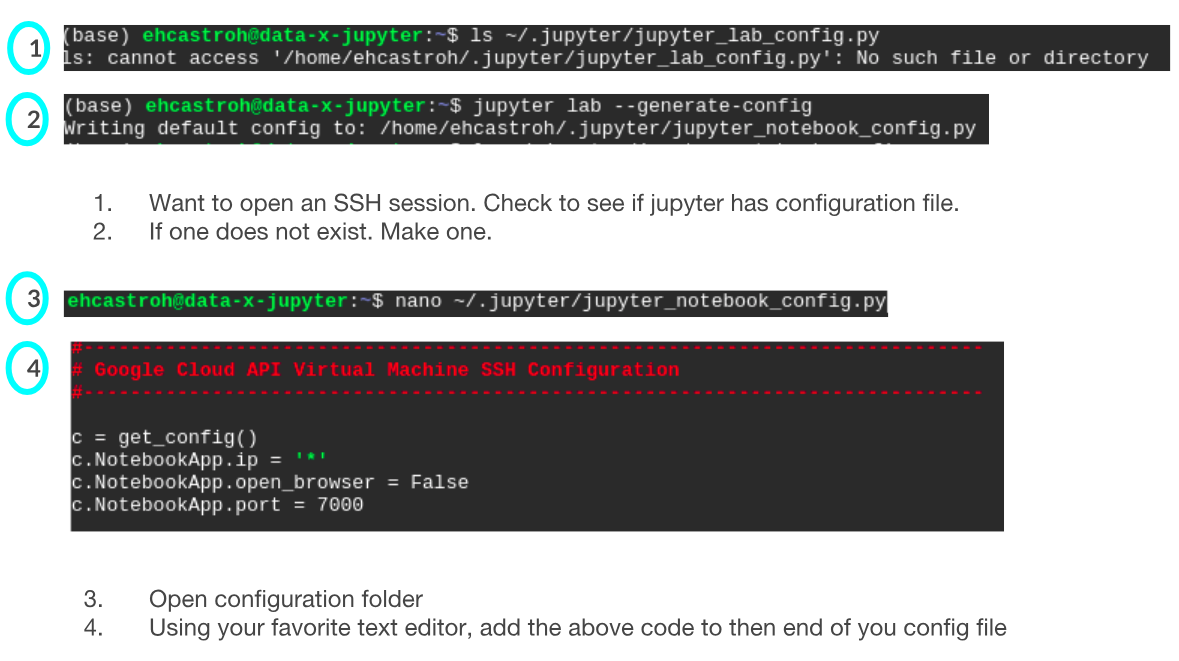 1 (base) ehcastroh@data-x-jupyter:~$ ls ~/.jupyter/jupyter_lab_config.py
ls: cannot access '/home/ehcastroh/.jupyter/jupyter_lab_config.py': No such file or directory
2 (base) ehcastroh@data-x-jupyter:~$ jupyter lab --generate-config
Writing default config to: /home/ehcastroh/.jupyter/jupyter_notebook_config.py
1. Want to open an SSH session. Check to see if jupyter has configuration file.
2. If one does not exist. Make one.
3 ehcastroh@data-x-jupyter:~$ nano ~/.jupyter/jupyter_notebook_config.py
4 #------------------------------------------------------------------------------
# Google Cloud API Virtual Machine SSH Configuration
#------------------------------------------------------------------------------
c = get_config()
c.NotebookApp.ip = '*'
c.NotebookApp.open_browser = False
c.NotebookApp.port = 7000
3. Open configuration folder
4. Using your favorite text editor, add the above code to then end of you config file